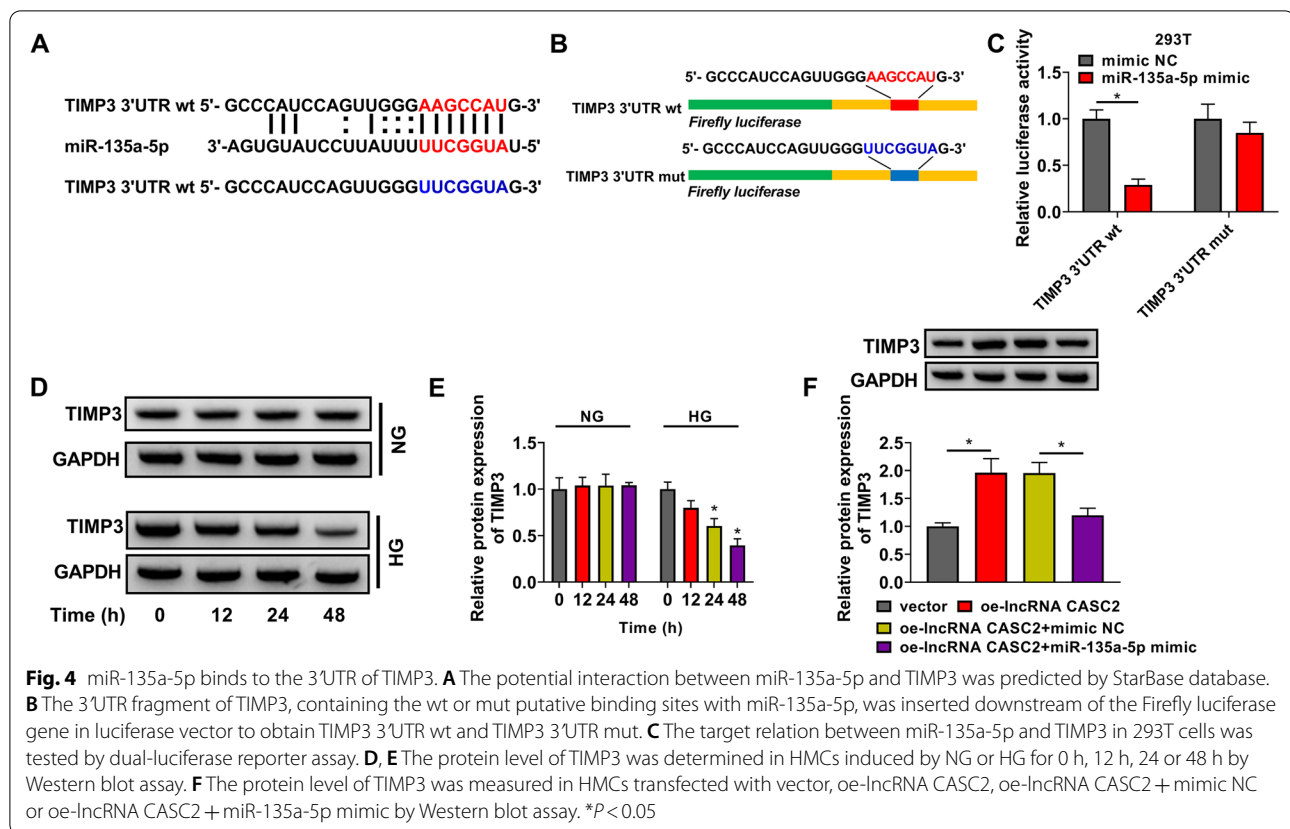 A
TIMP3 3'UTR wt 5'- GCCCAUCCAGUUGGGAAGCCAUG-3'
miR-135a-5p 3'-AGUGUAUCCUUAUUUUUCGGUAU-5'
TIMP3 3'UTR wt 5'- GCCCAUCCAGUUGGGUUCGGUAG-3'
B
5'- GCCCAUCCAGUUGGGAAGCCAUG-3'
TIMP3 3'UTR wt
Firefly luciferase
5'- GCCCAUCCAGUUGGGUUCGGUAG-3'
TIMP3 3'UTR mut
Firefly luciferase
C
293T
mimic NC
miR-135a-5p mimic
Relative luciferase activity
1.5
1.0
0.5
0.0
*
TIMP3 3'UTR wt
TIMP3 3'UTR mut
D
TIMP3
GAPDH
NG
TIMP3
GAPDH
HG
Time (h) 0 12 24 48
E
Relative protein expression
of TIMP3
NG HG
1.5
1.0
0.5
0.0
* *
0 12 24 48 0 12 24 48
Time (h)
F
TIMP3
GAPDH
Relative protein expression
of TIMP3
2.5
2.0
1.5
1.0
0.5
0.0
* *
vector oe-lncRNA CASC2
oe-lncRNA CASC2+mimic NC
oe-lncRNA CASC2+miR-135a-5p mimic
Fig. 4 miR-135a-5p binds to the 3′UTR of TIMP3. A The potential interaction between miR-135a-5p and TIMP3 was predicted by StarBase database.
B The 3′UTR fragment of TIMP3, containing the wt or mut putative binding sites with miR-135a-5p, was inserted downstream of the Firefly luciferase
gene in luciferase vector to obtain TIMP3 3′UTR wt and TIMP3 3′UTR mut. C The target relation between miR-135a-5p and TIMP3 in 293T cells was
tested by dual-luciferase reporter assay. D, E The protein level of TIMP3 was determined in HMCs induced by NG or HG for 0 h, 12 h, 24 or 48 h by
Western blot assay. F The protein level of TIMP3 was measured in HMCs transfected with vector, oe-lncRNA CASC2, oe-lncRNA CASC2 + mimic NC
or oe-lncRNA CASC2 + miR-135a-5p mimic by Western blot assay. *P < 0.05